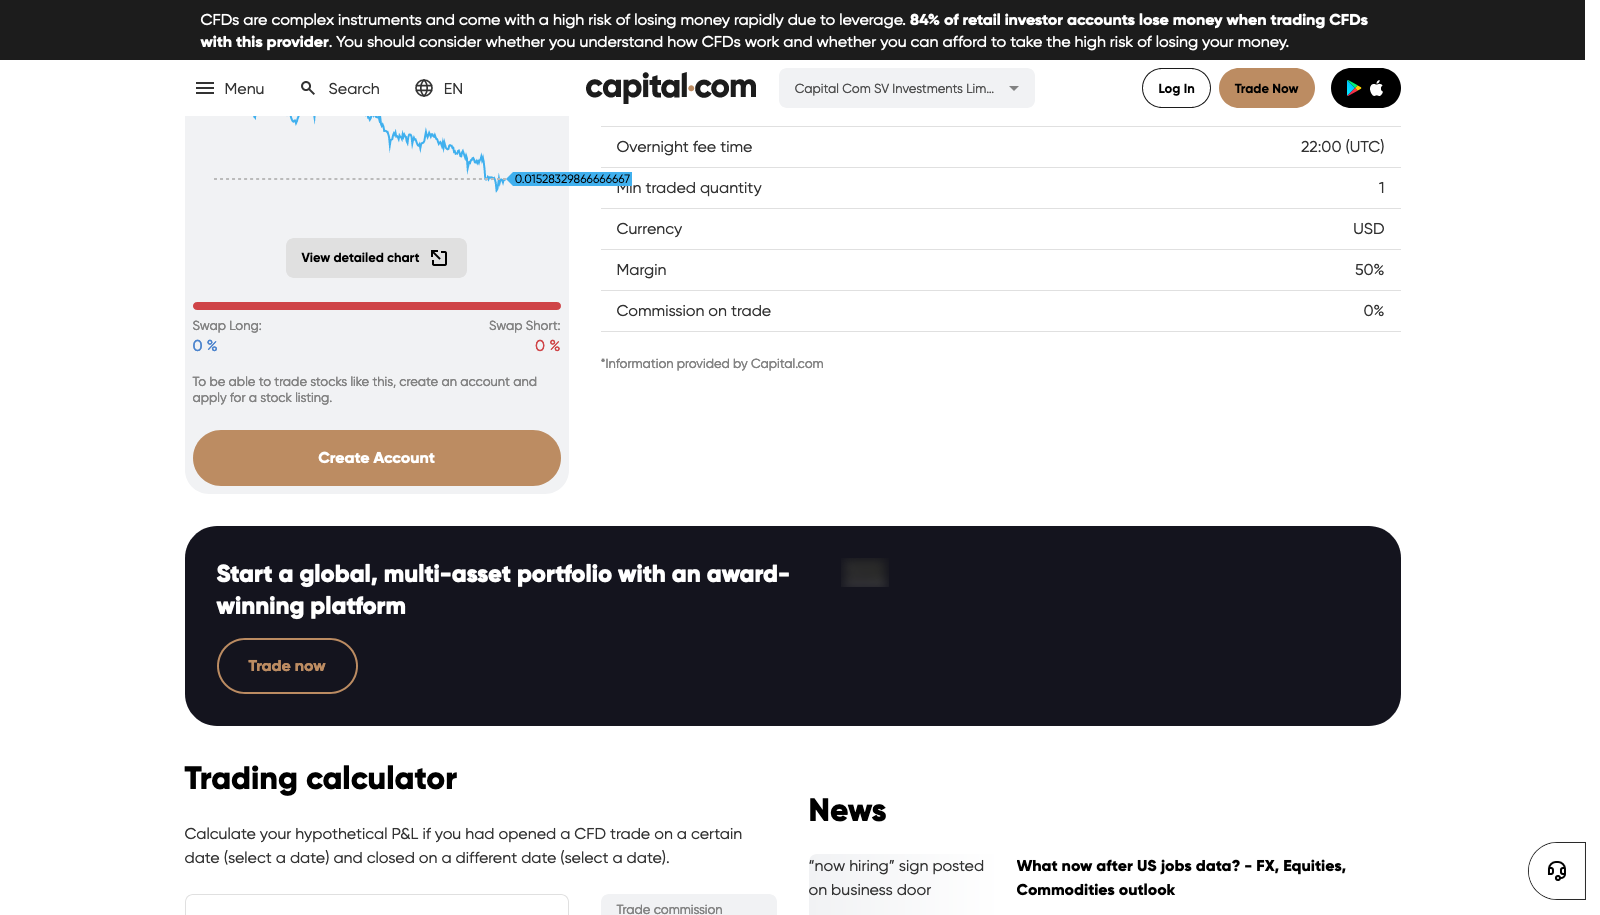 CFDs are complex instruments and come with a high risk of losing money rapidly due to leverage. 84% of retail investor accounts lose money when trading CFDs
with this provider. You should consider whether you understand how CFDs work and whether you can afford to take the high risk of losing your money.
Menu
Search
EN
capital.com
Capital Com SV Investments Lim...
Log In
Trade Now
0.01528329866666667
View detailed chart
Swap Long:
Swap Short:
0 %
0 %
To be able to trade stocks like this, create an account and
apply for a stock listing.
Create Account
Overnight fee time 22:00 (UTC)
Min traded quantity 1
Currency USD
Margin 50%
Commission on trade 0%
*Information provided by Capital.com
Start a global, multi-asset portfolio with an award-
winning platform
Trade now
Trading calculator
Calculate your hypothetical P&L if you had opened a CFD trade on a certain
date (select a date) and closed on a different date (select a date).
Trade commission
News
“now hiring” sign posted
on business door
What now after US jobs data? - FX, Equities,
Commodities outlook